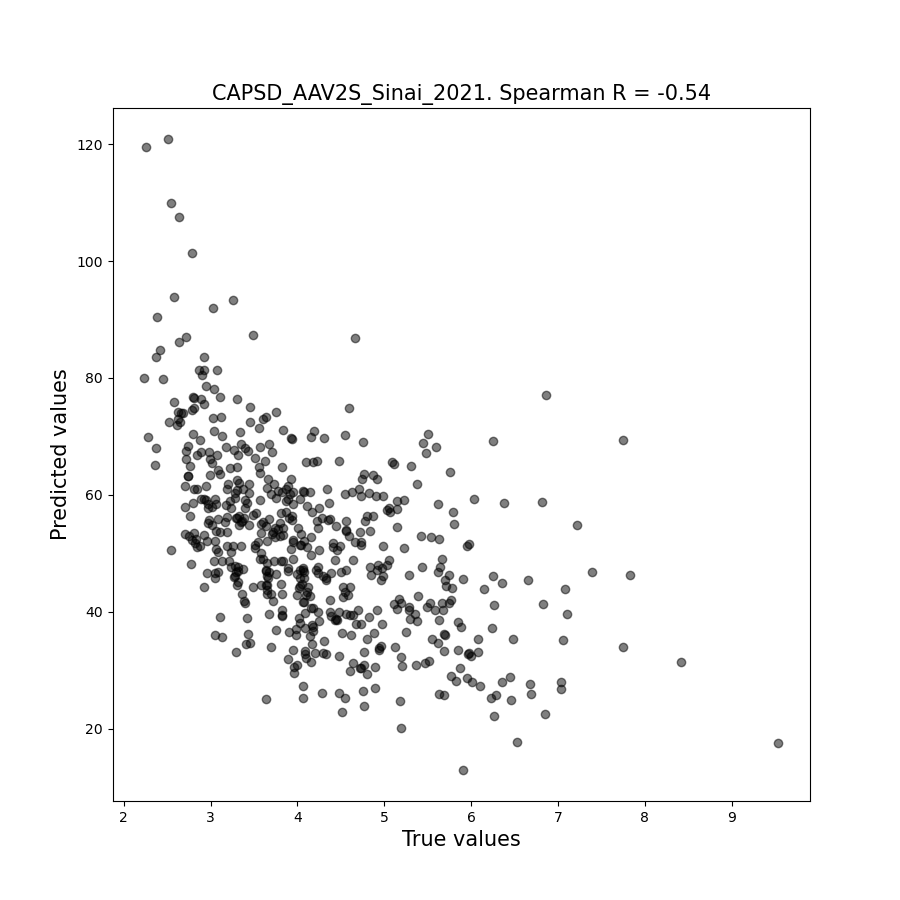 CAPSD_AAV2S_Sinai_2021. Spearman R = -0.54
120
100
80
60
40
20
Predicted values
2 3 4 5 6 7 8 9
True values